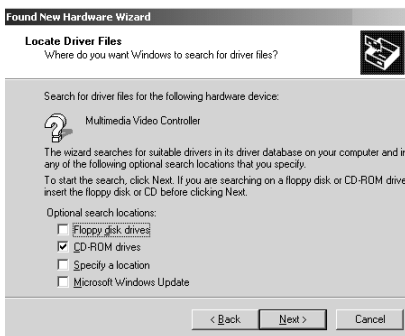 Found New Hardware Wizard
Locate Driver Files
Where do you want Windows to search for driver files?
Search for driver files for the following hardware device:
Multimedia Video Controller
The wizard searches for suitable drivers in its driver database on your computer and in
any of the following optional search locations that you specify.
To start the search, click Next. If you are searching on a floppy disk or CD-ROM drive
insert the floppy disk or CD before clicking Next.
Optional search locations:
Floppy disk drives
CD-ROM drives
Specify a location
Microsoft Windows Update
< Back Next > Cancel